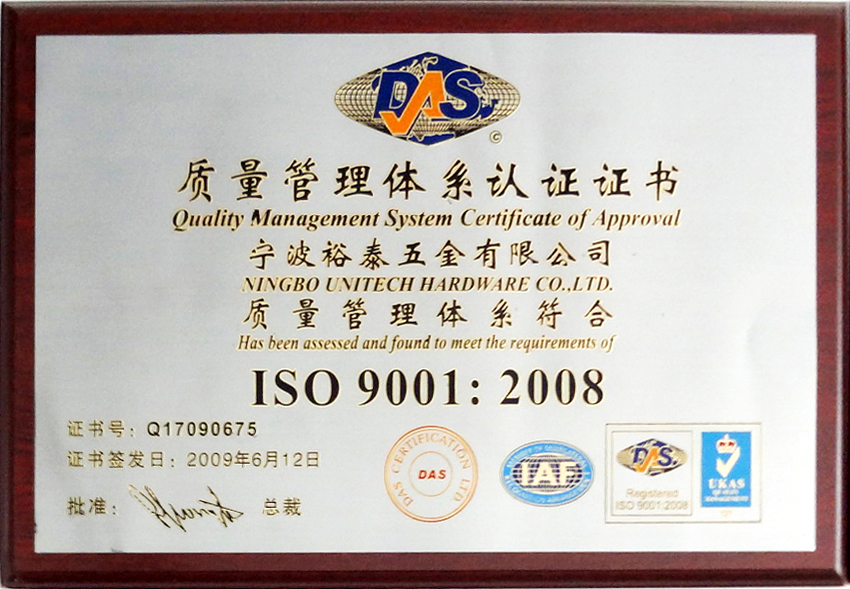 DAS
©
质量管理体系认证证书
Quality Management System Certificate of Approval
宁波裕泰五金有限公司
NINGBO UNITECH HARDWARE CO.,LTD.
质量管理体系符合
Has been assessed and found to meet the requirements of
ISO 9001: 2008
证书号: Q17090675
证书签发日: 2009年6月12日
批准: 总裁
DAS CERTIFICATION LTD
DAS
IAF
DAS
Registered
ISO 9001:2008
UKAS
QUALITY
MANAGEMENT